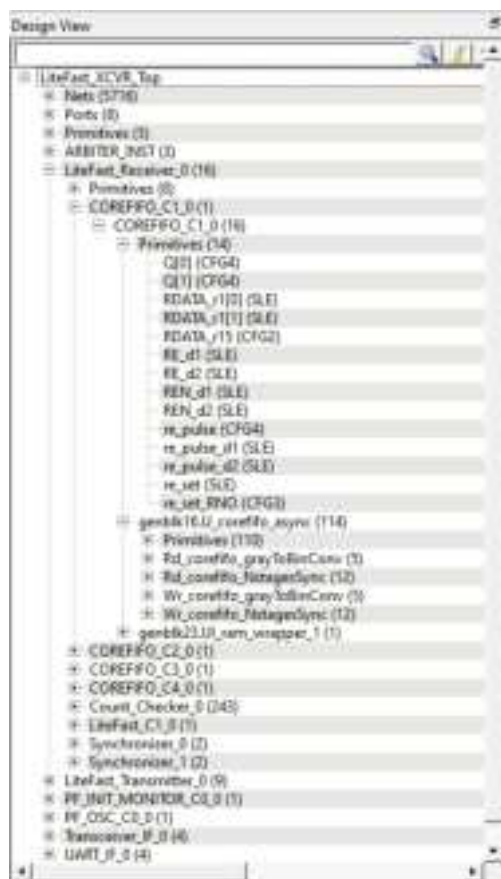 Design View
LiteFast_XCVR_Top
Nets (5716)
Ports (8)
Primitives (5)
ARBITER_INST (3)
LiteFast_Receiver_0 (16)
Primitives (8)
COREFIFO_C1_0 (1)
COREFIFO_C1_0 (16)
Primitives (14)
Q[0] (CFG4)
Q[1] (CFG4)
RDATA_r1[0] (SLE)
RDATA_r1[1] (SLE)
RDATA_r15 (CFG2)
RE_d1 (SLE)
RE_d2 (SLE)
REN_d1 (SLE)
REN_d2 (SLE)
re_pulse (CFG4)
re_pulse_d1 (SLE)
re_pulse_d2 (SLE)
re_set (SLE)
re_set_RNO (CFG3)
genblk16.U_corefifo_async (114)
Primitives (110)
Rd_corefifo_grayToBinConv (5)
Rd_corefifo_NstagesSync (12)
Wr_corefifo_grayToBinConv (5)
Wr_corefifo_NstagesSync (12)
genblk23.UI_ram_wrapper_1 (1)
COREFIFO_C2_0 (1)
COREFIFO_C3_0 (1)
COREFIFO_C4_0 (1)
Count_Checker_0 (243)
LiteFast_C1_0 (1)
Synchronizer_0 (2)
Synchronizer_1 (2)
LiteFast_Transmitter_0 (9)
PF_INIT_MONITOR_C0_0 (1)
PF_OSC_C0_0 (1)
Transceiver_IF_0 (4)
UART_IF_0 (4)